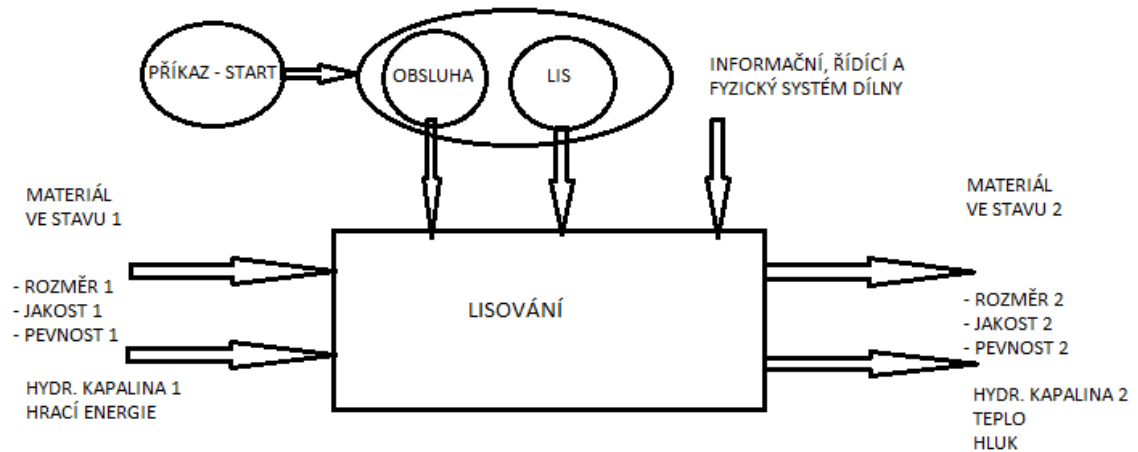 PŘÍKAZ - START
OBSLUHA
LIS
INFORMAČNÍ, ŘÍDÍCÍ A
FYZICKÝ SYSTÉM DÍLNY
MATERIÁL
VE STAVU 1
- ROZMĚR 1
- JAKOST 1
- PEVNOST 1
HYDR. KAPALINA 1
HRACÍ ENERGIE
LISOVÁNÍ
MATERIÁL
VE STAVU 2
- ROZMĚR 2
- JAKOST 2
- PEVNOST 2
HYDR. KAPALINA 2
TEPLO
HLUK